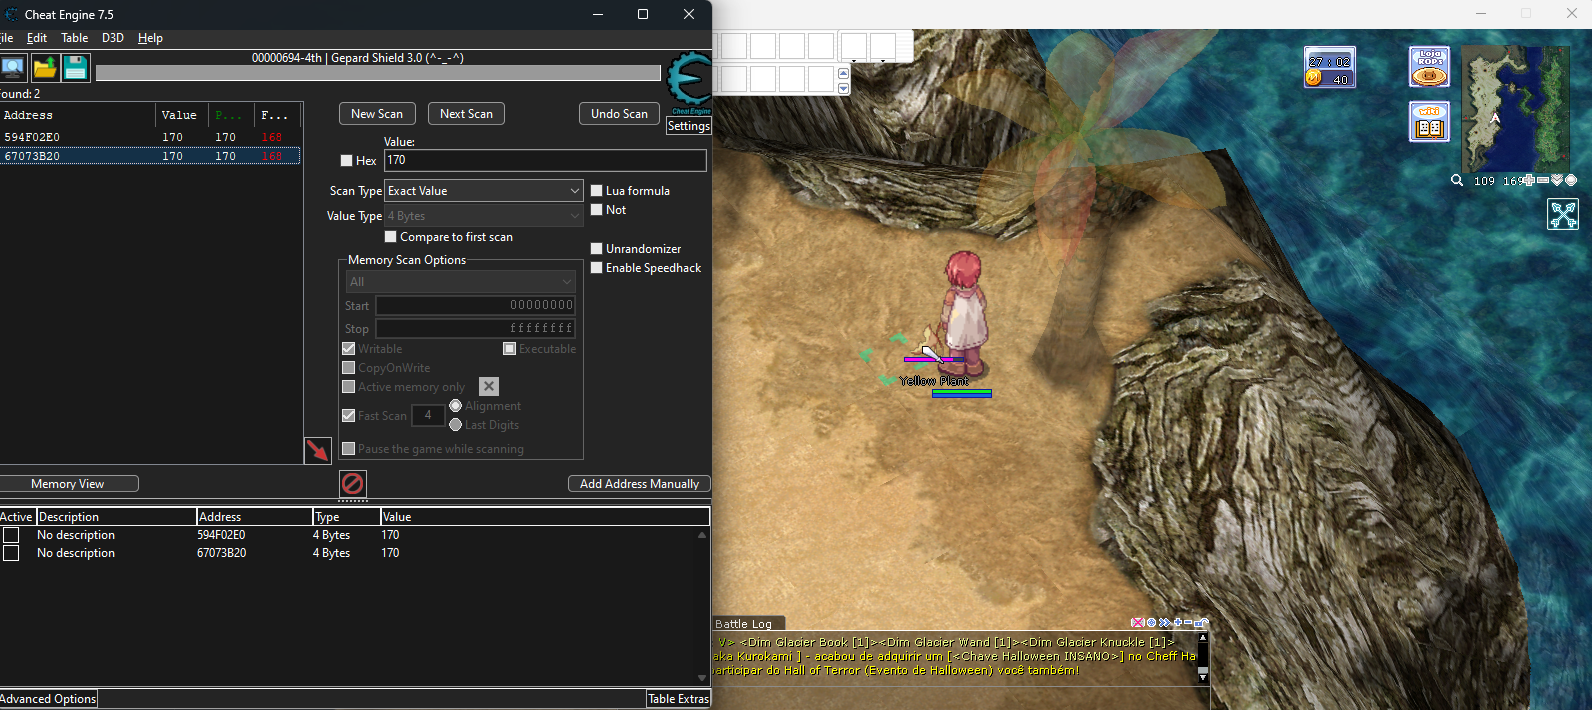 Cheat Engine 7.5
ile Edit Table D3D Help
00000694-4th | Gepard Shield 3.0 (^-_-^)
ound: 2
Address Value P... F...
594F02E0 170 170 168
67073B20 170 170 168
New Scan Next Scan Undo Scan
Cheat Engine
Settings
Value:
Hex 170
Scan Type Exact Value
Lua formula
Value Type 4 Bytes
Not
Compare to first scan
Unrandomizer
Memory Scan Options
Enable Speedhack
All
Start 00000000
Stop ffffffff
Writable Executable
CopyOnWrite
Active memory only
Fast Scan 4 Alignment
Last Digits
Pause the game while scanning
Memory View
Add Address Manually
Active Description Address Type Value
No description 594F02E0 4 Bytes 170
No description 67073B20 4 Bytes 170
Advanced Options
Table Extras
27 : 02
40
Loja
ROPs
wiki
109 169
Yellow Plant
Battle Log
V> <Dim Glacier Book [1]><Dim Glacier Wand [1]><Dim Glacier Knuckle [1]>
aka Kurokami ] - acabou de adquirir um [<Chave Halloween INSANO>] no Cheff Ha
participar do Hall of Terror (Evento de Halloween) você também!